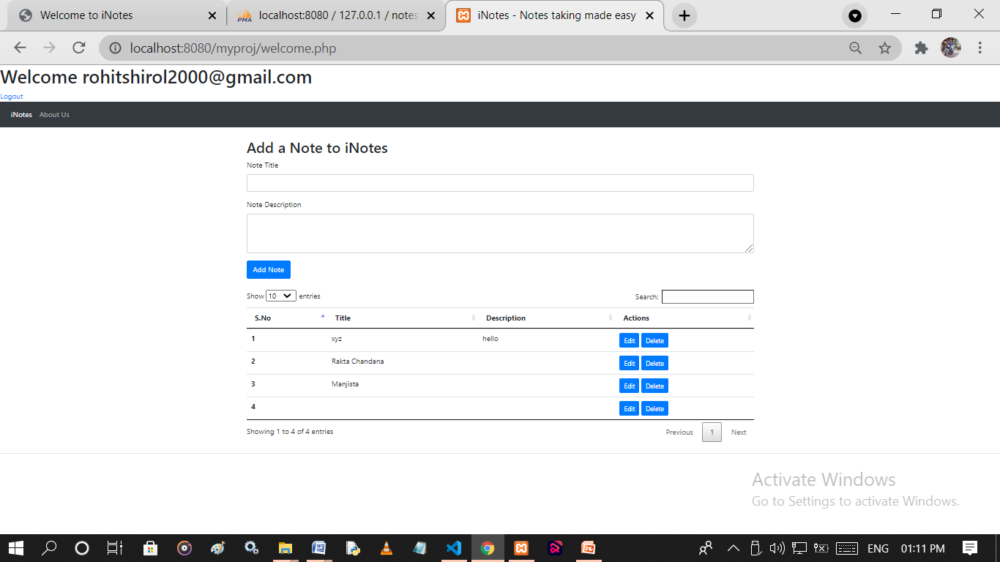 Welcome to iNotes
PMA localhost:8080 / 127.0.0.1 / notes
iNotes - Notes taking made easy
localhost:8080/myproj/welcome.php
Welcome rohitshirol2000@gmail.com
Logout
iNotes About Us
Add a Note to iNotes
Note Title
Note Description
Add Note
Show 10 entries Search:
S.No Title Description Actions
1 xyz hello Edit Delete
2 Rakta Chandana Edit Delete
3 Manjista Edit Delete
4 Edit Delete
Showing 1 to 4 of 4 entries Previous 1 Next
Activate Windows
Go to Settings to activate Windows.
ENG 01:11 PM